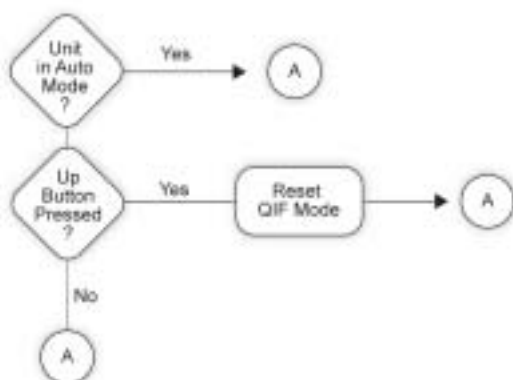 Unit
in Auto
Mode
?
Yes
A
Up
Button
Pressed
?
Yes
Reset
QIF Mode
A
No
A